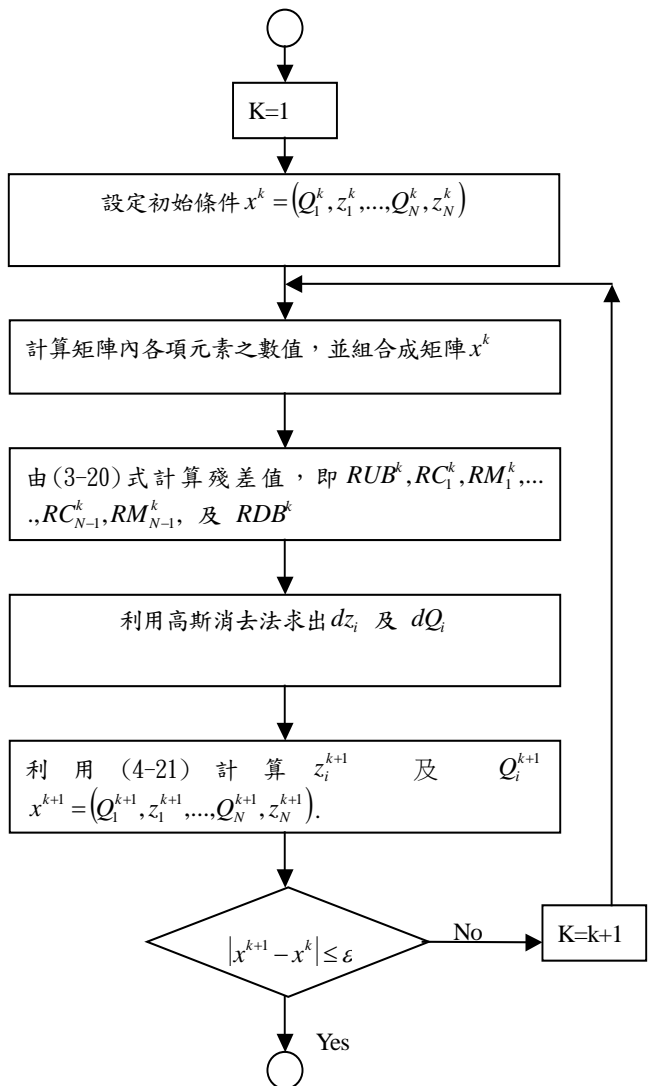 K=1
設定初始條件 x^k = (Q_1^k, z_1^k,...,Q_N^k, z_N^k)
計算矩陣內各項元素之數值，並組合成矩陣 x^k
由(3-20)式計算殘差值，即 RUB^k, RC_1^k, RM_1^k,...
.,RC_{N-1}^k, RM_{N-1}^k, 及 RDB^k
利用高斯消去法求出 dz_i 及 dQ_i
利 用 (4-21) 計 算 z_i^{k+1} 及 Q_i^{k+1}
x^{k+1} = (Q_1^{k+1}, z_1^{k+1},...,Q_N^{k+1}, z_N^{k+1}).
|x^{k+1} - x^k| ≤ ε
No
K=k+1
Yes